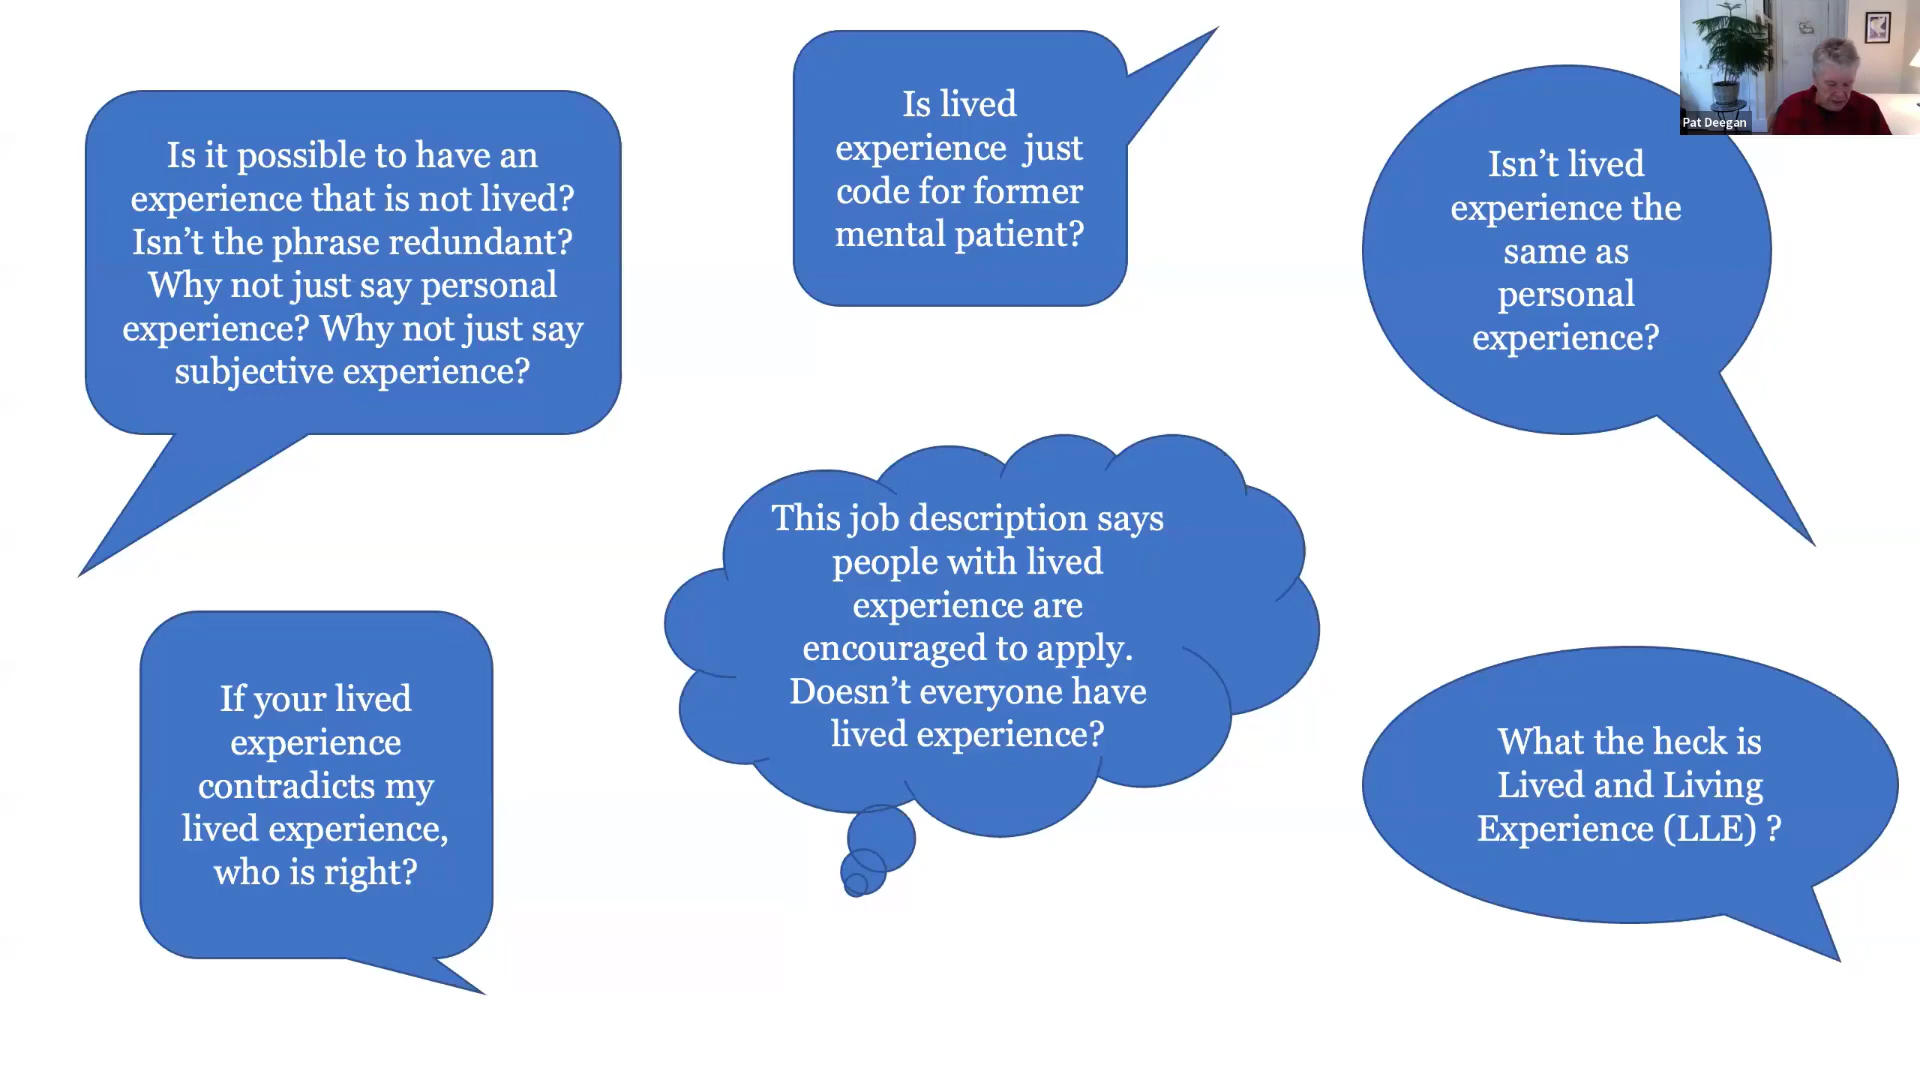 Is it possible to have an
experience that is not lived?
Isn’t the phrase redundant?
Why not just say personal
experience? Why not just say
subjective experience?
Is lived
experience  just
code for former
mental patient?
Isn’t lived
experience the
same as
personal
experience?
Pat Deegan
If your lived
experience
contradicts my
lived experience,
who is right?
This job description says
people with lived
experience are
encouraged to apply.
Doesn’t everyone have
lived experience?
What the heck is
Lived and Living
Experience (LLE) ?